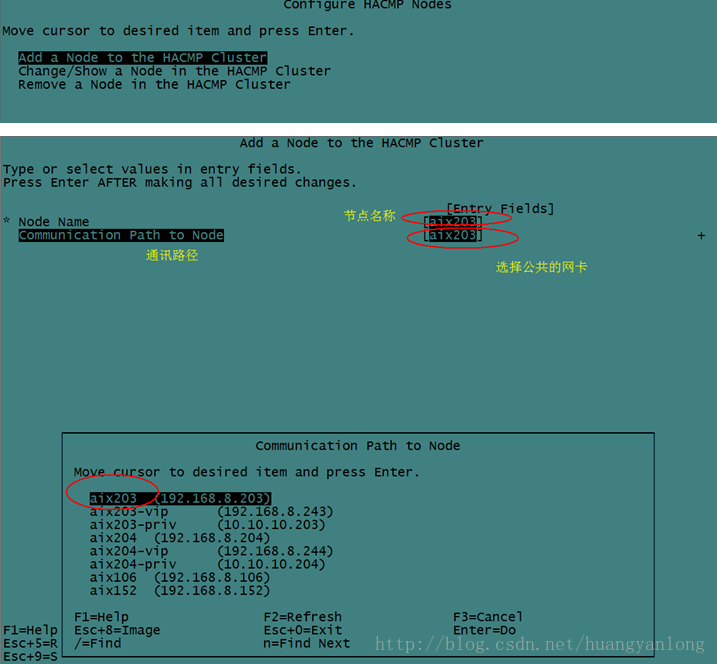 Configure HACMP Nodes
Move cursor to desired item and press Enter.
Add a Node to the HACMP Cluster
Change/Show a Node in the HACMP Cluster
Remove a Node in the HACMP Cluster
Add a Node to the HACMP Cluster
Type or select values in entry fields.
Press Enter AFTER making all desired changes.
[Entry Fields]
* Node Name 节点名称 [aix203]
Communication Path to Node [aix203] +
通讯路径 选择公共的网卡
Communication Path to Node
Move cursor to desired item and press Enter.
aix203 (192.168.8.203)
aix203-vip (192.168.8.243)
aix203-priv (10.10.10.203)
aix204 (192.168.8.204)
aix204-vip (192.168.8.244)
aix204-priv (10.10.10.204)
aix106 (192.168.8.106)
aix152 (192.168.8.152)
F1=Help F2=Refresh F3=Cancel
F1=Help Esc+8=Image Esc+0=Exit Enter=Do
Esc+5=R /=Find n=Find Next
Esc+9=S
http://blog.csdn.net/huangyanlong